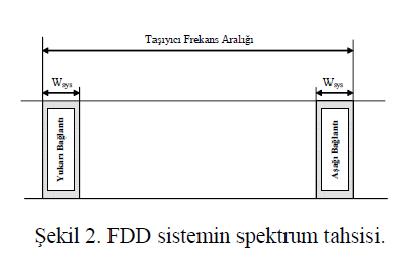 Taşıyıcı Frekans Aralığı
Wsys Wsys
Yukarı Bağlantı
Aşağı Bağlantı
Şekil 2. FDD sistemin spektrum tahsisi.